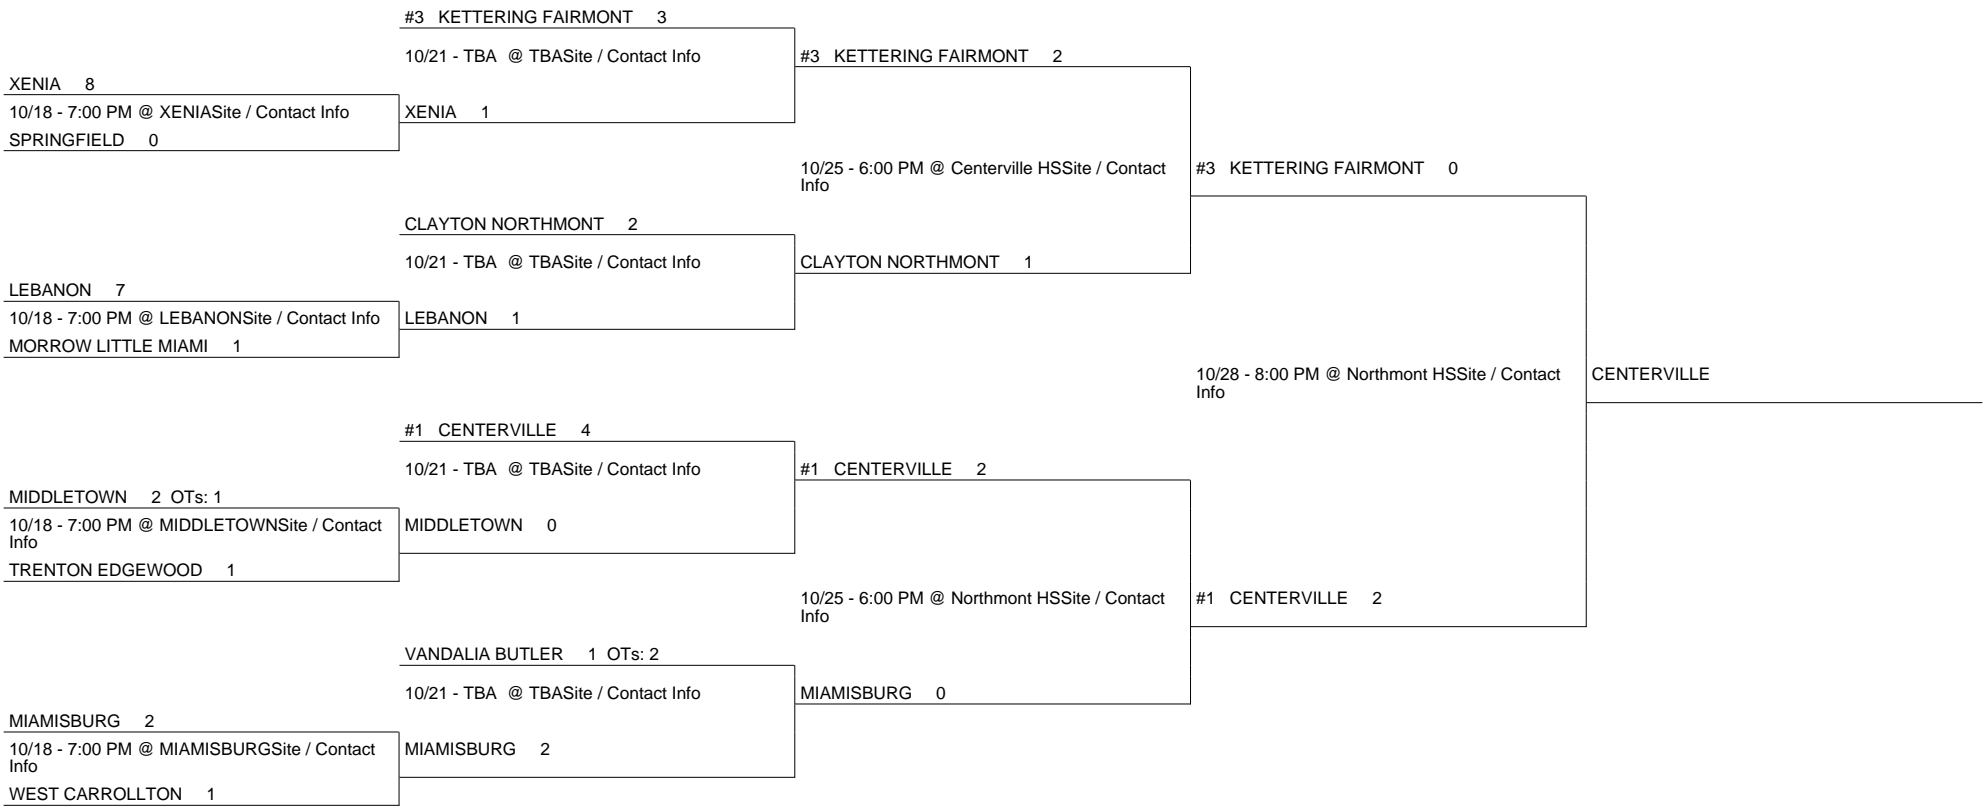 #3 KETTERING FAIRMONT 3
10/21 - TBA @ TBASite / Contact Info
#3 KETTERING FAIRMONT 2
XENIA 8
10/18 - 7:00 PM @ XENIASite / Contact Info
XENIA 1
SPRINGFIELD 0
10/25 - 6:00 PM @ Centerville HSSite / Contact
Info
#3 KETTERING FAIRMONT 0
CLAYTON NORTHMONT 2
10/21 - TBA @ TBASite / Contact Info
CLAYTON NORTHMONT 1
LEBANON 7
10/18 - 7:00 PM @ LEBANONSite / Contact Info
LEBANON 1
MORROW LITTLE MIAMI 1
10/28 - 8:00 PM @ Northmont HSSite / Contact
Info
CENTERVILLE
#1 CENTERVILLE 4
10/21 - TBA @ TBASite / Contact Info
#1 CENTERVILLE 2
MIDDLETOWN 2 OTs: 1
10/18 - 7:00 PM @ MIDDLETOWNSite / Contact
Info
MIDDLETOWN 0
TRENTON EDGEWOOD 1
10/25 - 6:00 PM @ Northmont HSSite / Contact
Info
#1 CENTERVILLE 2
VANDALIA BUTLER 1 OTs: 2
10/21 - TBA @ TBASite / Contact Info
MIAMISBURG 0
MIAMISBURG 2
10/18 - 7:00 PM @ MIAMISBURGSite / Contact
Info
MIAMISBURG 2
WEST CARROLLTON 1